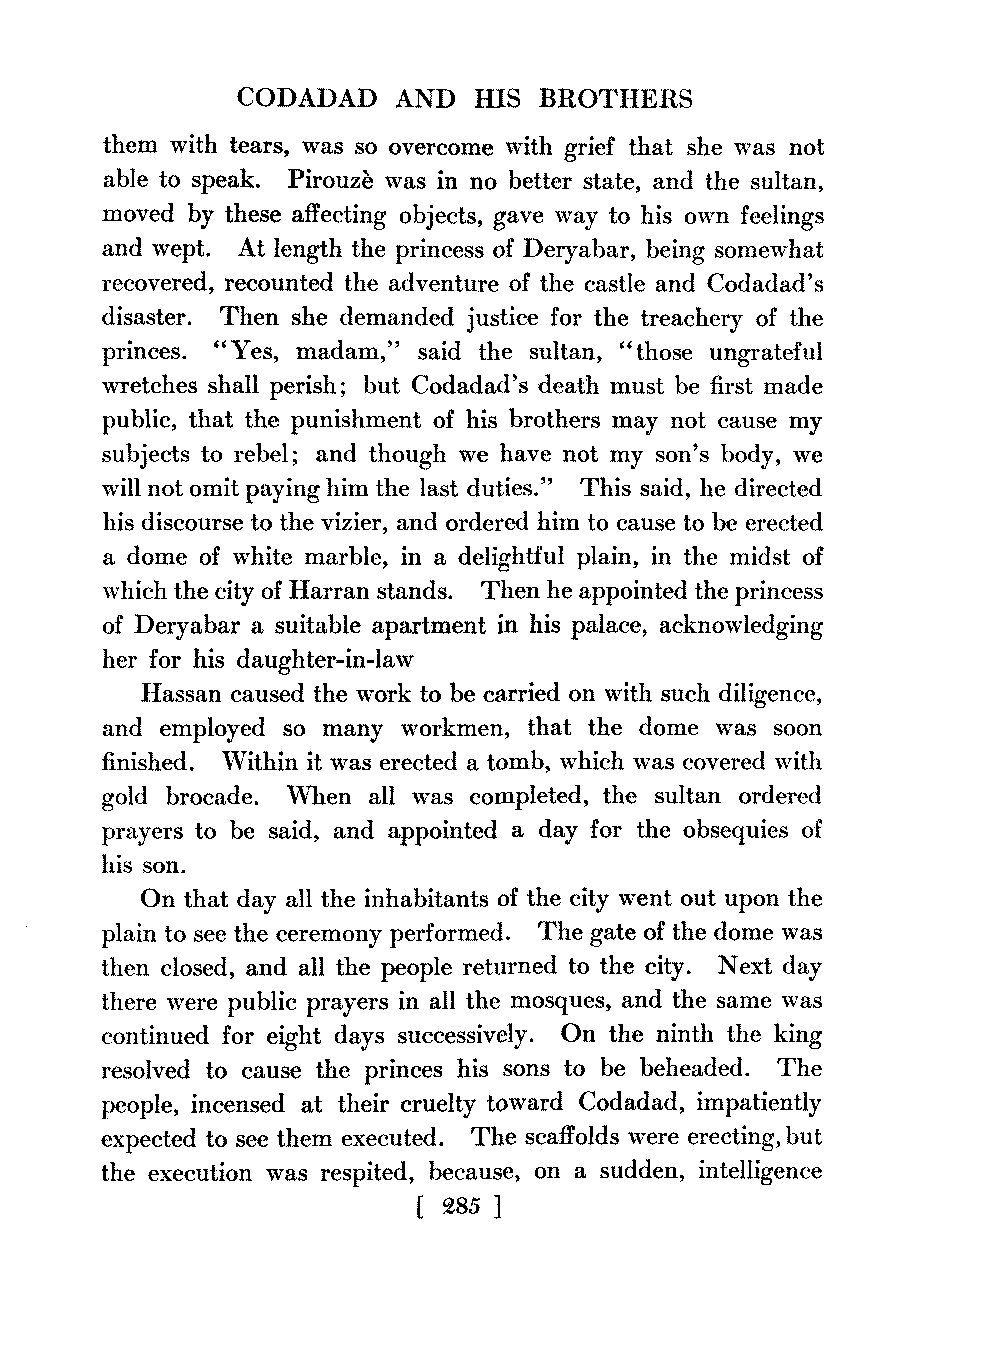 CODADAD AND HIS BROTHERS
them with tears, was so overcome with grief that she was not
able to speak. Pirouzè was in no better state, and the sultan,
moved by these affecting objects, gave way to his own feelings
and wept. At length the princess of Deryabar, being somewhat
recovered, recounted the adventure of the castle and Codadad's
disaster. Then she demanded justice for the treachery of the
princes. “Yes, madam,” said the sultan, “those ungrateful
wretches shall perish; but Codadad's death must be first made
public, that the punishment of his brothers may not cause my
subjects to rebel; and though we have not my son's body, we
will not omit paying him the last duties.” This said, he directed
his discourse to the vizier, and ordered him to cause to be erected
a dome of white marble, in a delightful plain, in the midst of
which the city of Harran stands. Then he appointed the princess
of Deryabar a suitable apartment in his palace, acknowledging
her for his daughter-in-law
Hassan caused the work to be carried on with such diligence,
and employed so many workmen, that the dome was soon
finished. Within it was erected a tomb, which was covered with
gold brocade. When all was completed, the sultan ordered
prayers to be said, and appointed a day for the obsequies of
his son.
On that day all the inhabitants of the city went out upon the
plain to see the ceremony performed. The gate of the dome was
then closed, and all the people returned to the city. Next day
there were public prayers in all the mosques, and the same was
continued for eight days successively. On the ninth the king
resolved to cause the princes his sons to be beheaded. The
people, incensed at their cruelty toward Codadad, impatiently
expected to see them executed. The scaffolds were erecting, but
the execution was respited, because, on a sudden, intelligence
[ 285 ]